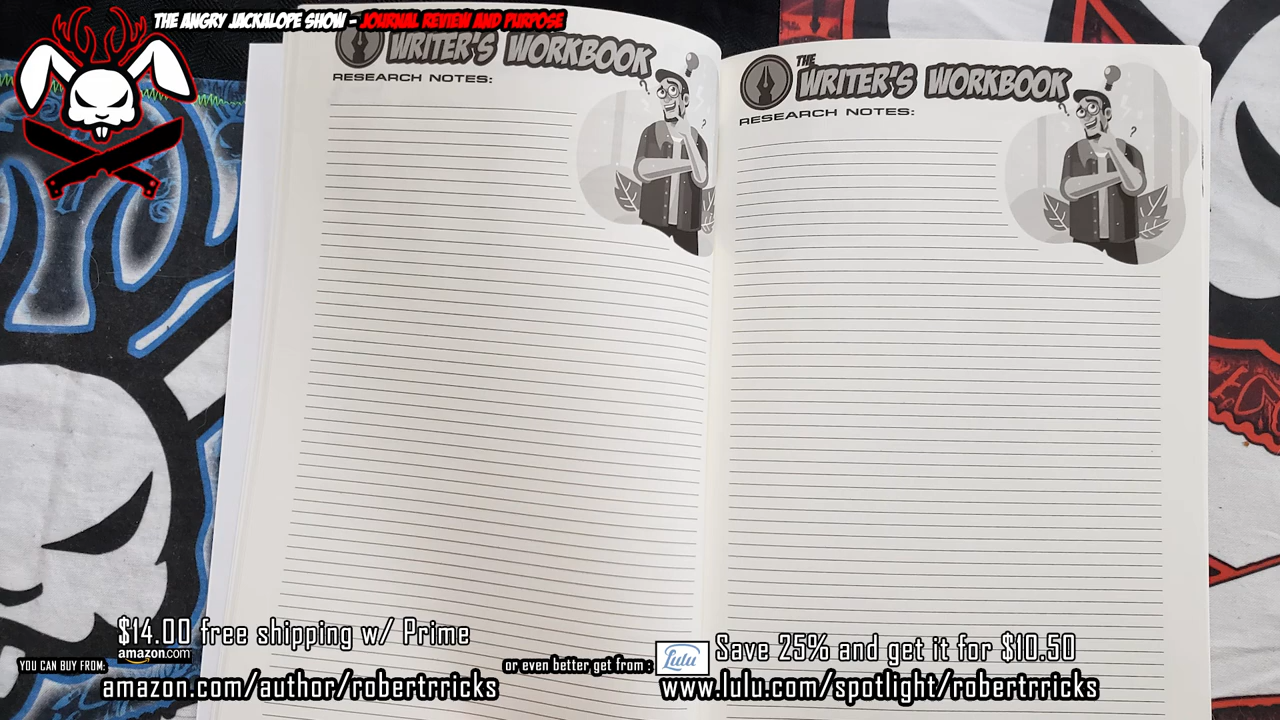 THE ANGRY JACKALOPE SHOW - JOURNAL REVIEW AND PURPOSE
WRITER'S WORKBOOK
RESEARCH NOTES:
THE
WRITER'S WORKBOOK
RESEARCH NOTES:
$14.00 free shipping w/ Prime
amazon.com
YOU CAN BUY FROM:
amazon.com/author/robertrricks
or even better get from :
Lulu
Save 25% and get it for $10.50
www.lulu.com/spotlight/robertrricks